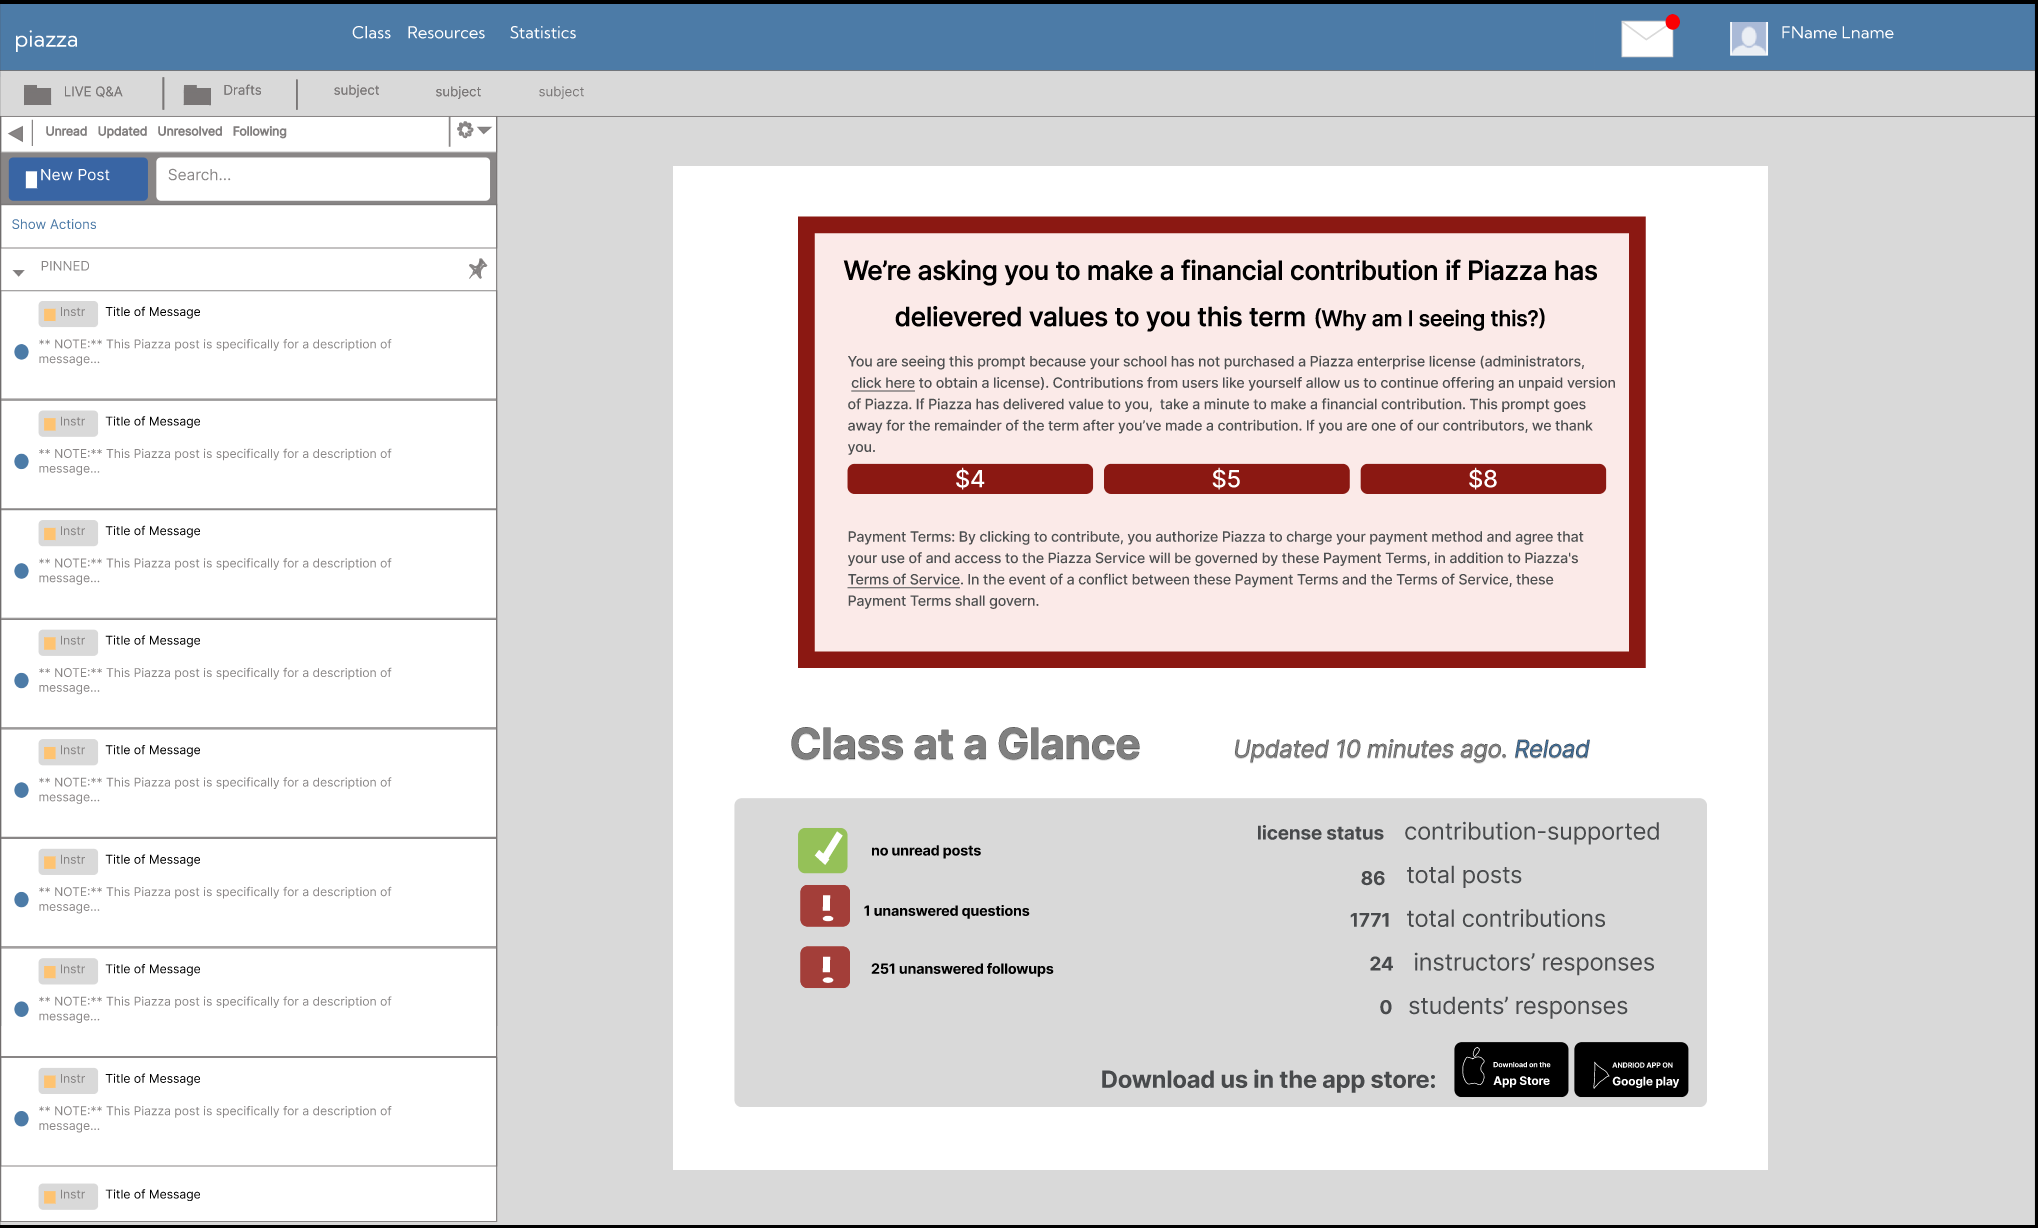 piazza
Class Resources Statistics
FName Lname
LIVE Q&A
Drafts
subject
subject
subject
Unread Updated Unresolved Following
New Post
Search...
Show Actions
PINNED
Instr Title of Message
** NOTE:** This Piazza post is specifically for a description of
message...
Instr Title of Message
** NOTE:** This Piazza post is specifically for a description of
message...
Instr Title of Message
** NOTE:** This Piazza post is specifically for a description of
message...
Instr Title of Message
** NOTE:** This Piazza post is specifically for a description of
message...
Instr Title of Message
** NOTE:** This Piazza post is specifically for a description of
message...
Instr Title of Message
** NOTE:** This Piazza post is specifically for a description of
message...
Instr Title of Message
** NOTE:** This Piazza post is specifically for a description of
message...
Instr Title of Message
** NOTE:** This Piazza post is specifically for a description of
message...
Instr Title of Message
We're asking you to make a financial contribution if Piazza has
delievered values to you this term (Why am I seeing this?)
You are seeing this prompt because your school has not purchased a Piazza enterprise license (administrators,
click here to obtain a license). Contributions from users like yourself allow us to continue offering an unpaid version
of Piazza. If Piazza has delivered value to you, take a minute to make a financial contribution. This prompt goes
away for the remainder of the term after you've made a contribution. If you are one of our contributors, we thank
you.
$4
$5
$8
Payment Terms: By clicking to contribute, you authorize Piazza to charge your payment method and agree that
your use of and access to the Piazza Service will be governed by these Payment Terms, in addition to Piazza's
Terms of Service. In the event of a conflict between these Payment Terms and the Terms of Service, these
Payment Terms shall govern.
Class at a Glance
Updated 10 minutes ago. Reload
no unread posts
1 unanswered questions
251 unanswered followups
license status contribution-supported
86 total posts
1771 total contributions
24 instructors' responses
0 students' responses
Download us in the app store:
Download on the
App Store
ANDRIOD APP ON
Google play